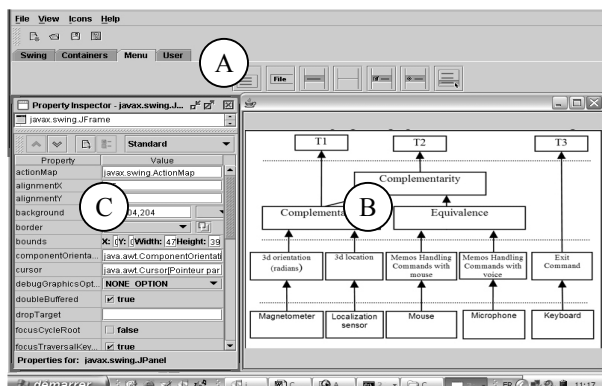 File View Icons Help
Swing Containers Menu User
A
File
Property Inspector - javax.swing.J...
javax.swing.JFrame
Standard
Property Value
actionMap javax.swing.ActionMap
alignmentX
alignmentY
background 04,204
border
bounds X: Y: Width: 47 Height: 39
componentOrienta... java.awt.ComponentOrientati
cursor java.awt.Cursor[Pointeur par
debugGraphicsOpt... NONE OPTION
doubleBuffered true
dropTarget
focusCycleRoot false
focusTraversalKey... true
Properties for: javax.swing.JPanel
C
T1 T2 T3
Complementarity
B
Complementa Equivalence
3d orientation (radians)
3d location
Memos Handling Commands with mouse
Memos Handling Commands with voice
Exit Command
Magnetometer
Localization sensor
Mouse
Microphone
Keyboard
démarrer
FR
11:17